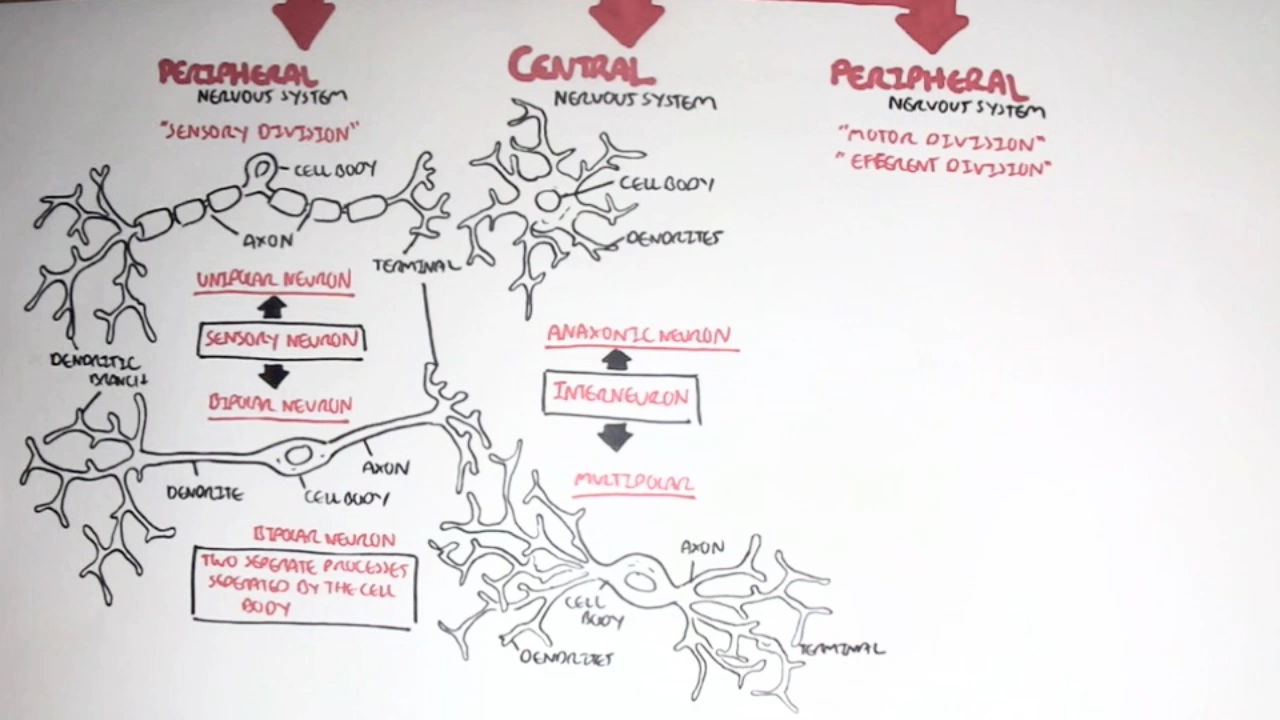 PERIPHERAL
NERVOUS SYSTEM
"SENSORY DIVISION"
CELL BODY
AXON
TERMINAL
UNIPOLAR NEURON
SENSORY NEURON
DENDRITIC
BRANCH
BIPOLAR NEURON
AXON
DENDRITE
CELL BODY
BIPOLAR NEURON
TWO SEPERATE PROCESSES
SEPERATED BY THE CELL
BODY
CENTRAL
NERVOUS SYSTEM
CELL BODY
DENDRITES
ANAXONIC NEURON
INTERNEURON
MULTIPOLAR
AXON
CELL
BODY
DENDRITES
TERMINAL
PERIPHERAL
NERVOUS SYSTEM
"MOTOR DIVISION"
"EFFERENT DIVISION"